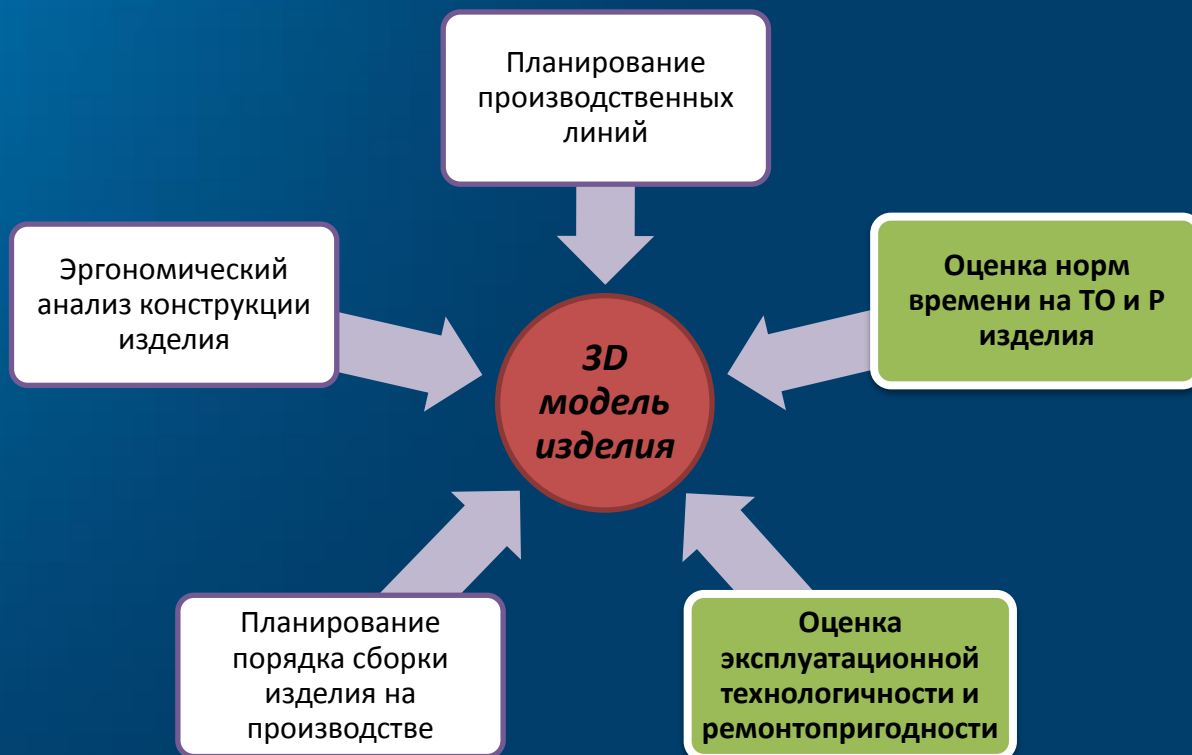 Планирование
производственных
линий
Эргономический
анализ конструкции
изделия
Оценка норм
времени на ТО и Р
изделия
3D
модель
изделия
Планирование
порядка сборки
изделия на
производстве
Оценка
эксплуатационной
технологичности и
ремонтопригодности